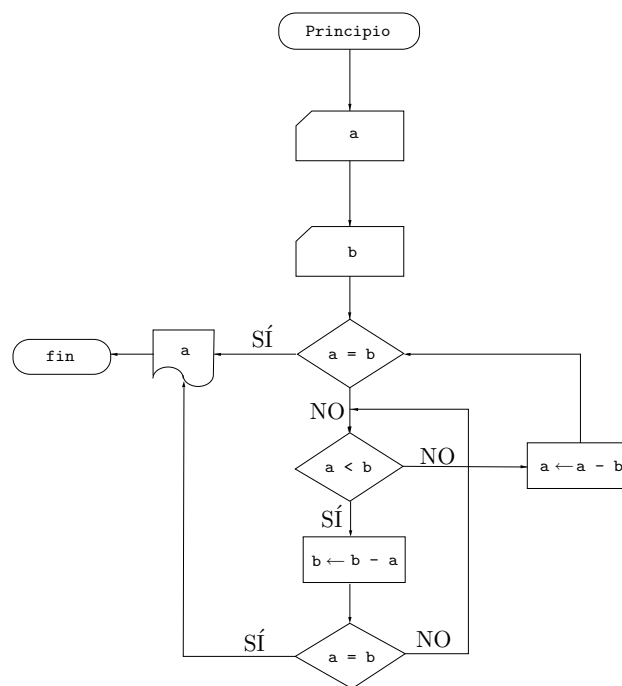 Principio
a
b
a = b
SÍ
a
fin
NO
a < b
NO
a ← a - b
SÍ
b ← b - a
a = b
SÍ
NO